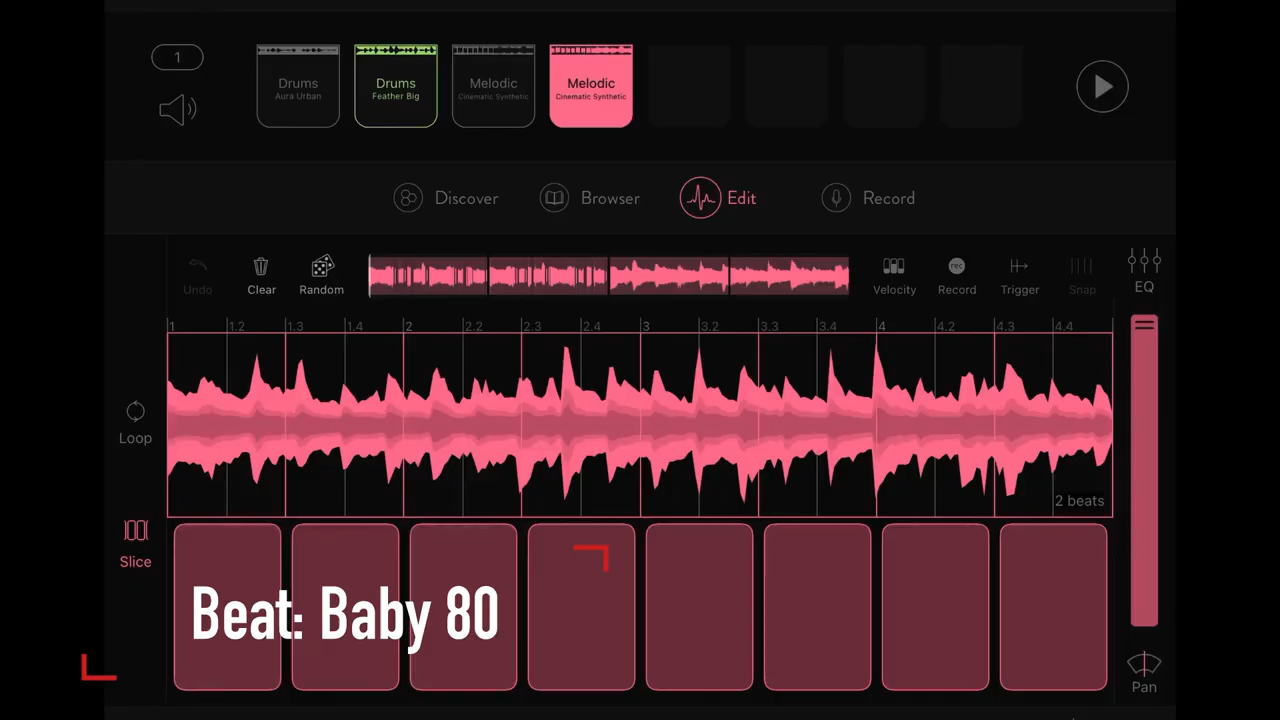 1
Drums
Aura Urban
Drums
Feather Big
Melodic
Cinematic Synthetic
Melodic
Cinematic Synthetic
Discover
Browser
Edit
Record
Undo
Clear
Random
Velocity
rec
Record
Trigger
Snap
EQ
1 1.2 1.3 1.4 2 2.2 2.3 2.4 3 3.2 3.3 3.4 4 4.2 4.3 4.4
Loop
2 beats
Slice
Beat: Baby 80
Pan